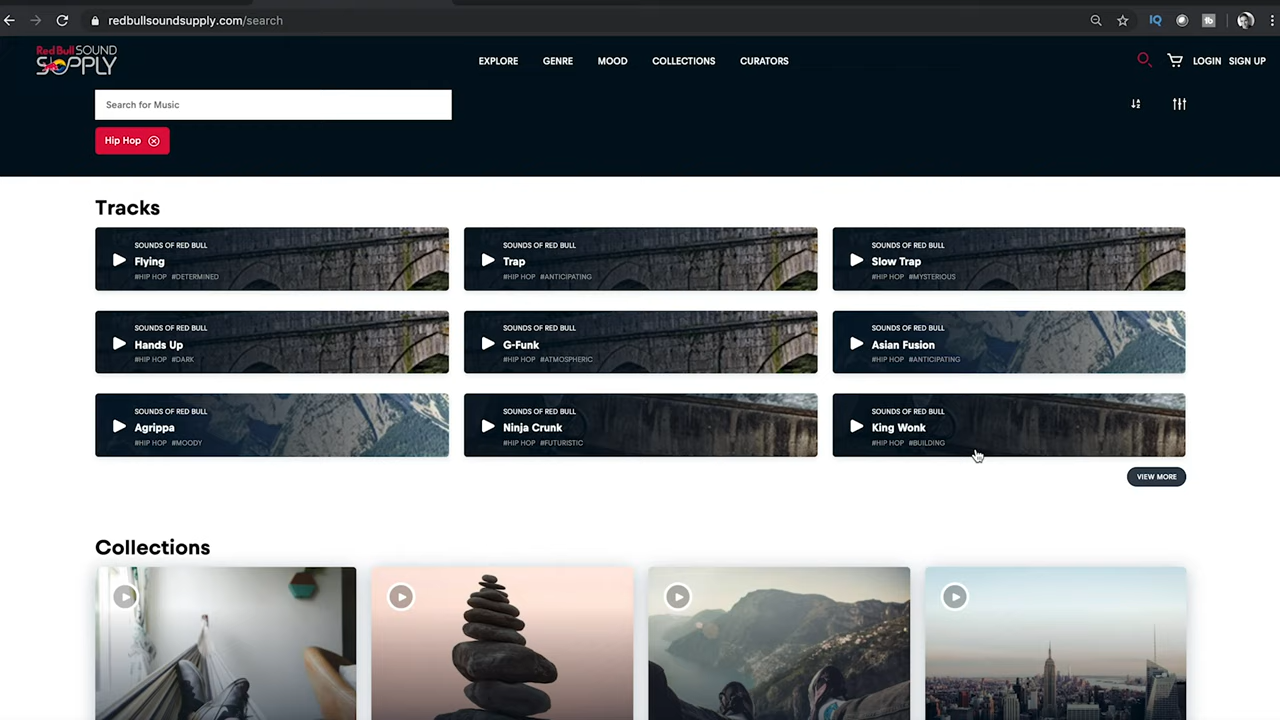 redbullsoundsupply.com/search
IQ
tb
Red Bull SOUND
SUPPLY
EXPLORE
GENRE
MOOD
COLLECTIONS
CURATORS
LOGIN
SIGN UP
Search for Music
Hip Hop
Tracks
SOUNDS OF RED BULL
Flying
#HIP HOP #DETERMINED
SOUNDS OF RED BULL
Trap
#HIP HOP #ANTICIPATING
SOUNDS OF RED BULL
Slow Trap
#HIP HOP #MYSTERIOUS
SOUNDS OF RED BULL
Hands Up
#HIP HOP #DARK
SOUNDS OF RED BULL
G-Funk
#HIP HOP #ATMOSPHERIC
SOUNDS OF RED BULL
Asian Fusion
#HIP HOP #ANTICIPATING
SOUNDS OF RED BULL
Agrippa
#HIP HOP #MOODY
SOUNDS OF RED BULL
Ninja Crunk
#HIP HOP #FUTURISTIC
SOUNDS OF RED BULL
King Wonk
#HIP HOP #BUILDING
VIEW MORE
Collections